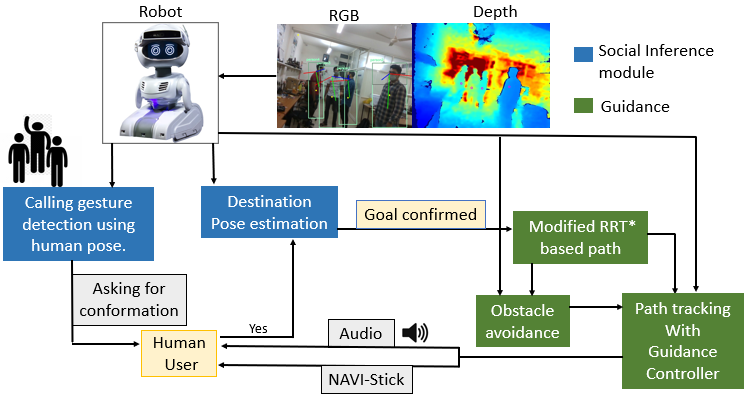 Robot
RGB
Depth
Social Inference
module
Guidance
Calling gesture
detection using
human pose.
Destination
Pose estimation
Goal confirmed
Modified RRT*
based path
Asking for
conformation
Yes
Human
User
Audio
NAVI-Stick
Obstacle
avoidance
Path tracking
With
Guidance
Controller